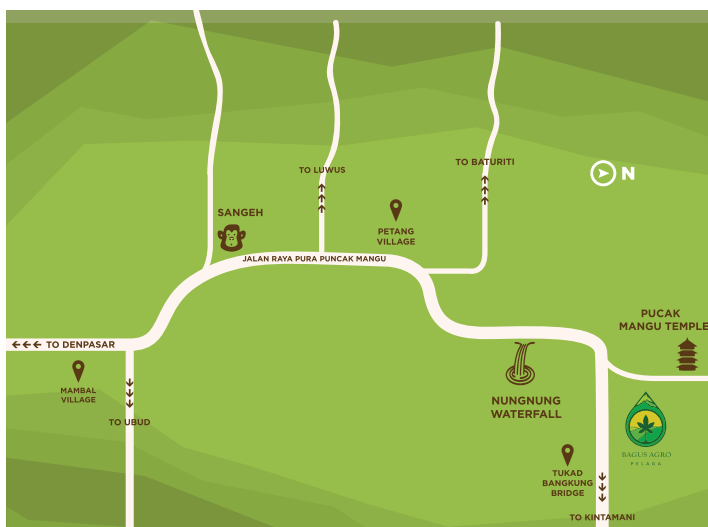 TO LUWUS
TO BATURITI
N
SANGEH
PETANG
VILLAGE
JALAN RAYA PURA PUNCAK MANGU
PUCAK
MANGU TEMPLE
TO DENPASAR
MAMBAL
VILLAGE
NUNGNUNG
WATERFALL
TO UBUD
BAGUS AGRO
PELAGA
TUKAD
BANGKUNG
BRIDGE
TO KINTAMANI